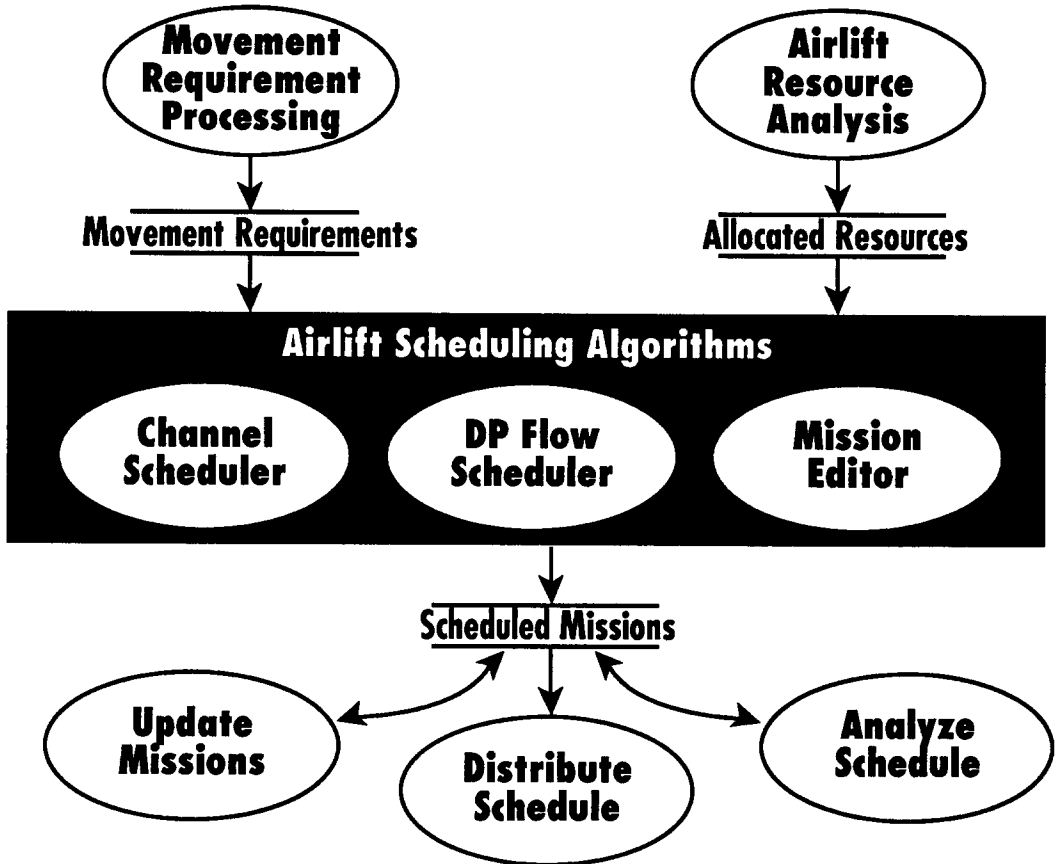 Movement
Requirement
Processing
Airlift
Resource
Analysis
Movement Requirements
Allocated Resources
Airlift Scheduling Algorithms
Channel
Scheduler
DP Flow
Scheduler
Mission
Editor
Scheduled Missions
Update
Missions
Distribute
Schedule
Analyze
Schedule